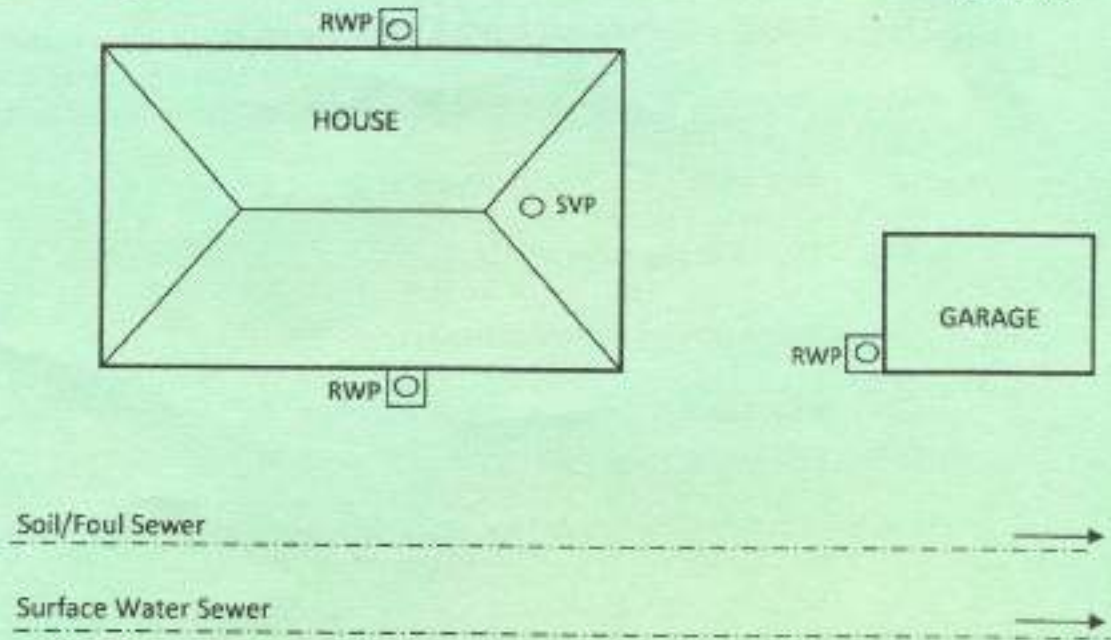 RWP
HOUSE
SVP
GARAGE
RWP
RWP
Soil/Foul Sewer
Surface Water Sewer